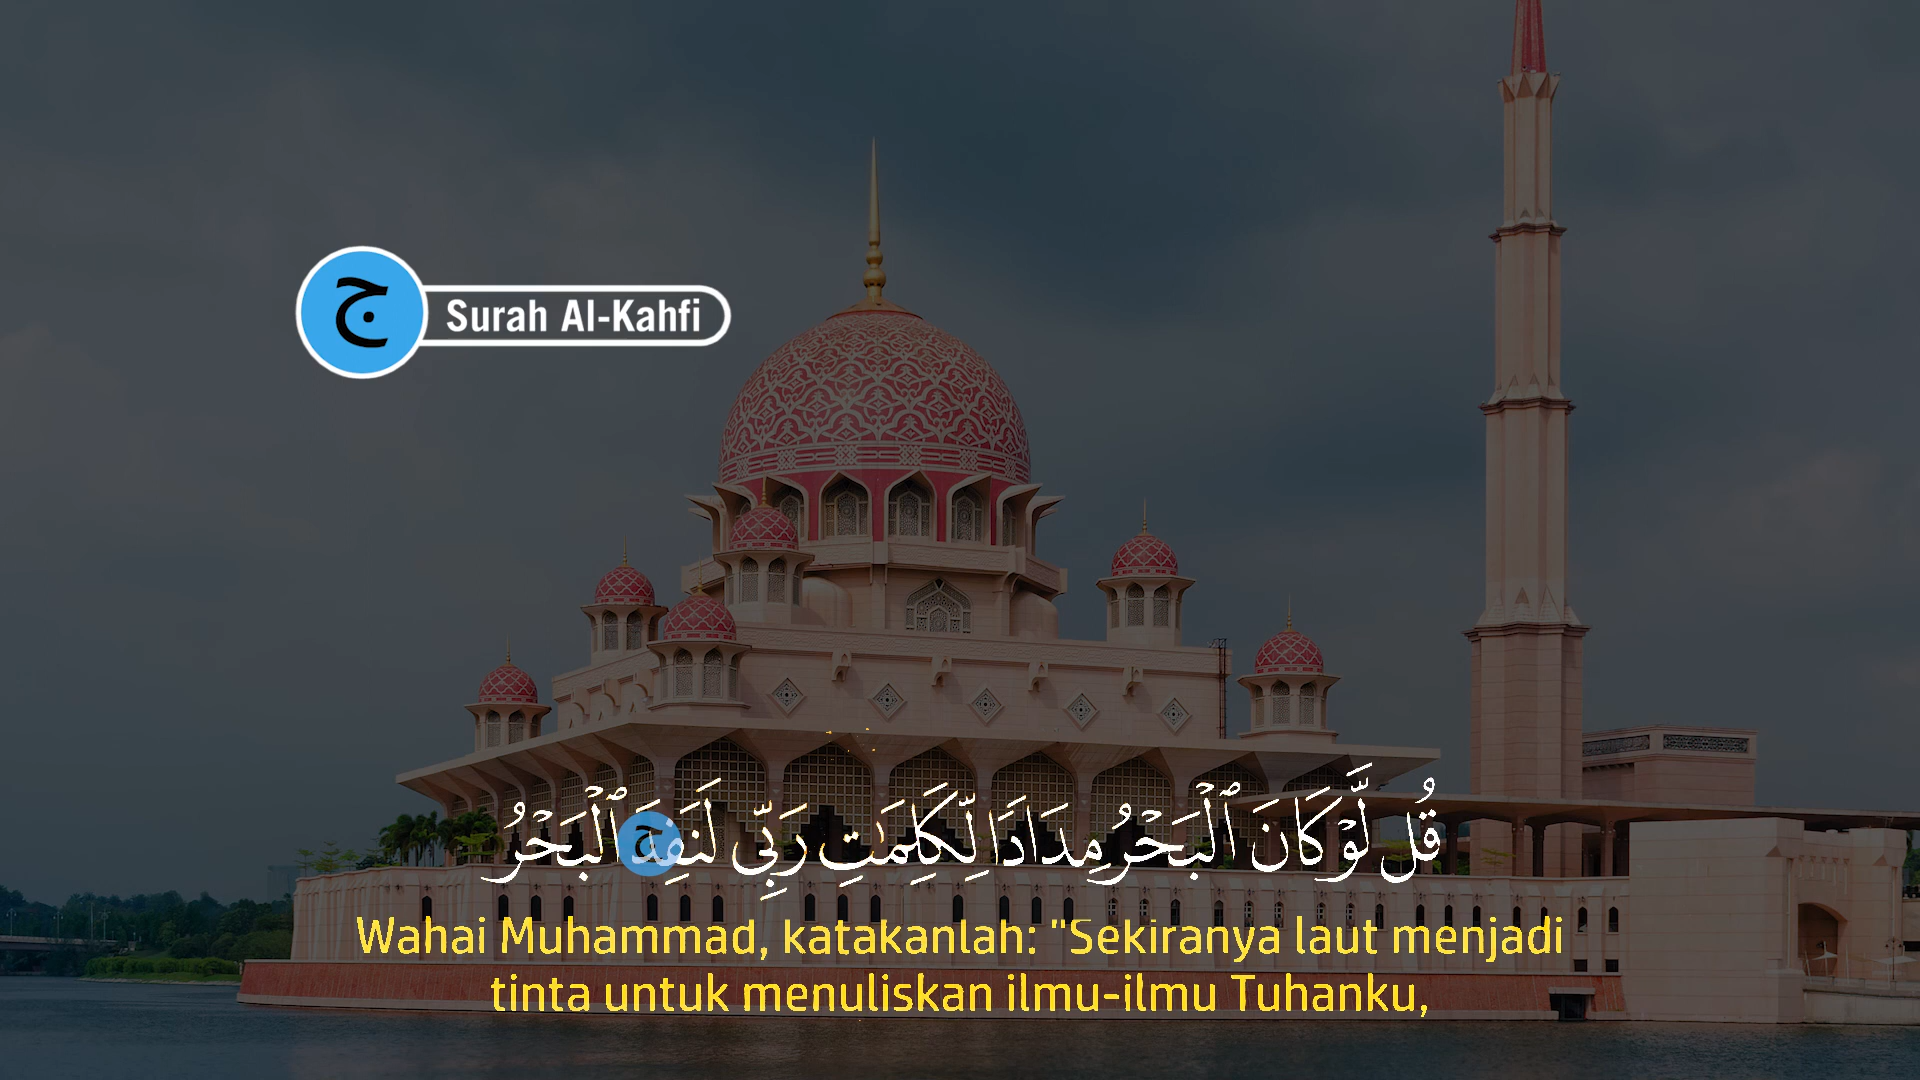 ج
Surah Al-Kahfi
قُل لَّوْ كَانَ ٱلْبَحْرُ مِدَادًا لِّكَلِمَـٰتِ رَبِّى لَنَفِدَ ٱلْبَحْرُ
ج
Wahai Muhammad, katakanlah: "Sekiranya laut menjadi
tinta untuk menuliskan ilmu-ilmu Tuhanku,